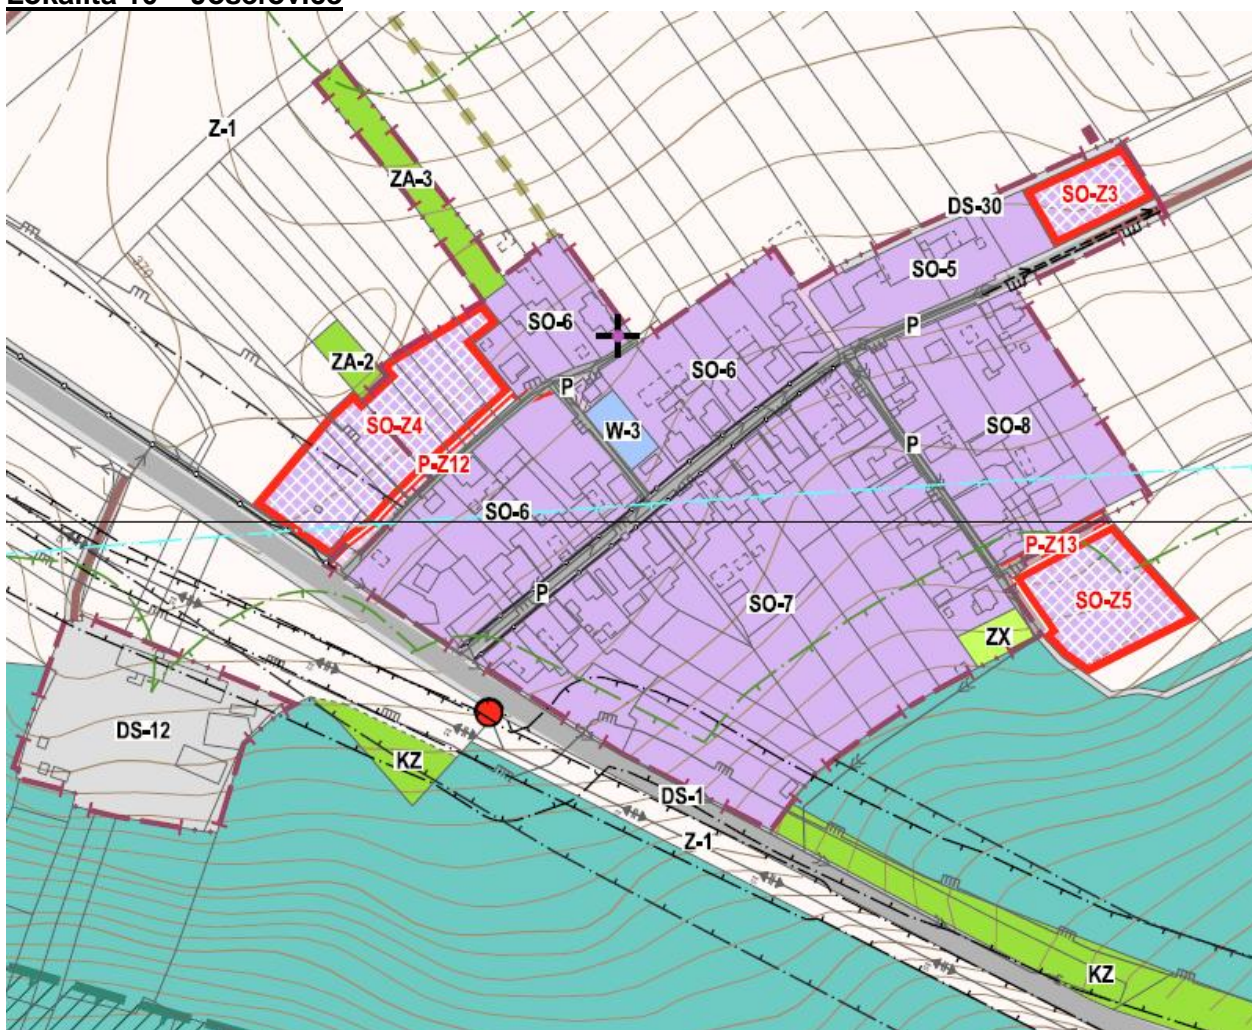 Z-1
ZA-3
SO-Z3
DS-30
370
SO-5
SO-6
P
ZA-2
SO-6
P
SO-Z4
W-3
P
SO-8
P-Z12
SO-6
P-Z13
P
SO-7
SO-Z5
ZX
DS-12
KZ
DS-1
Z-1
KZ